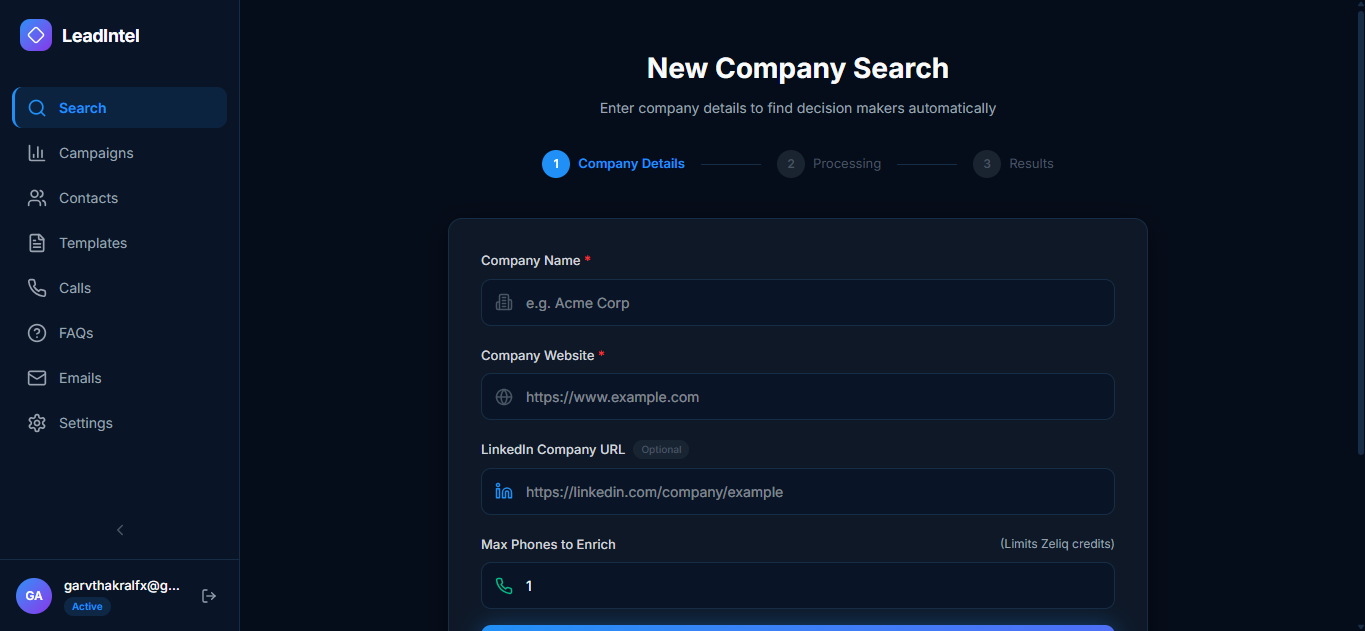 LeadIntel
Search
Campaigns
Contacts
Templates
Calls
FAQs
Emails
Settings
GA
garvthakralfx@g...
Active
New Company Search
Enter company details to find decision makers automatically
1 Company Details 2 Processing 3 Results
Company Name *
e.g. Acme Corp
Company Website *
https://www.example.com
LinkedIn Company URL Optional
https://linkedin.com/company/example
Max Phones to Enrich (Limits Zeliq credits)
1